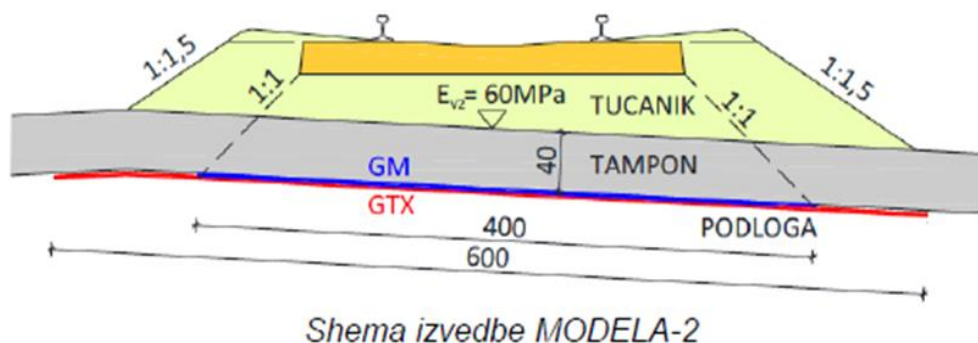 1:1,5
1:1
Evz= 60MPa
TUCANIK
1:1
1:1,5
40
TAMPON
GM
GTX
400
PODLOGA
600
Shema izvedbe MODELA-2